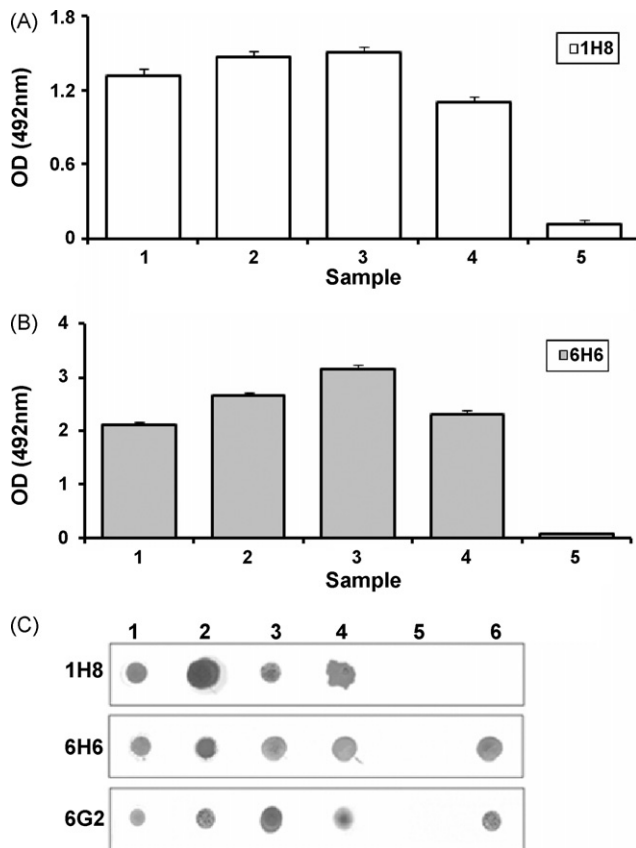 (A)
1.8
1.2
0.6
0
OD (492nm)
1H8
1 2 3 4 5
Sample
(B)
4
3
2
1
0
OD (492nm)
6H6
1 2 3 4 5
Sample
(C)
1 2 3 4 5 6
1H8
6H6
6G2